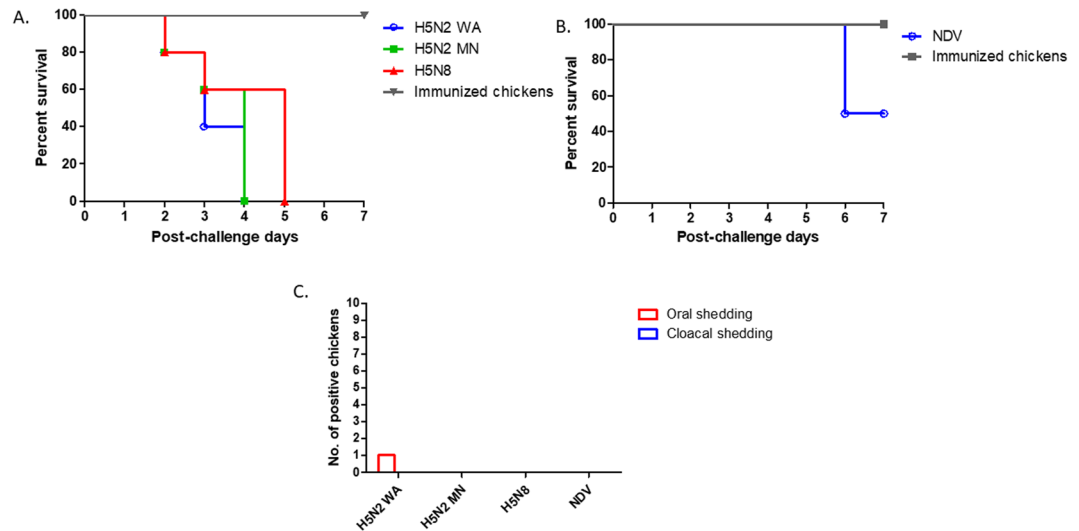 A.
Percent survival
100
80
60
40
20
0
0 1 2 3 4 5 6 7
Post-challenge days
H5N2 WA
H5N2 MN
H5N8
Immunized chickens
B.
Percent survival
100
80
60
40
20
0
0 1 2 3 4 5 6 7
Post-challenge days
NDV
Immunized chickens
C.
No. of positive chickens
10
9
8
7
6
5
4
3
2
1
0
H5N2 WA
H5N2 MN
H5N8
NDV
Oral shedding
Cloacal shedding